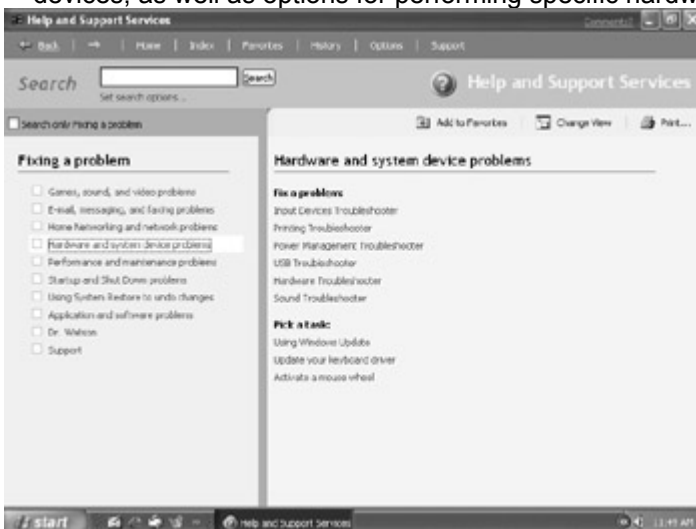 devices, as well as options for performing specific hardw
Help and Support Services
Back | Home | Index | Favorites | History | Options | Support
Search
Search
Set search options...
Help and Support Services
Search only Fixing a problem
Add to Favorites
Change View
Print...
Fixing a problem
Games, sound, and video problems
E-mail, messaging, and faxing problems
Home Networking and network problems
Hardware and system device problems
Performance and maintenance problems
Startup and Shut Down problems
Using System Restore to undo changes
Application and software problems
Dr. Watson
Support
Hardware and system device problems
Fix a problem:
Input Devices Troubleshooter
Printing Troubleshooter
Power Management Troubleshooter
USB Troubleshooter
Hardware Troubleshooter
Sound Troubleshooter
Pick a task:
Using Windows Update
Update your keyboard driver
Activate a mouse wheel
start
Help and Support Services
11:41 AM